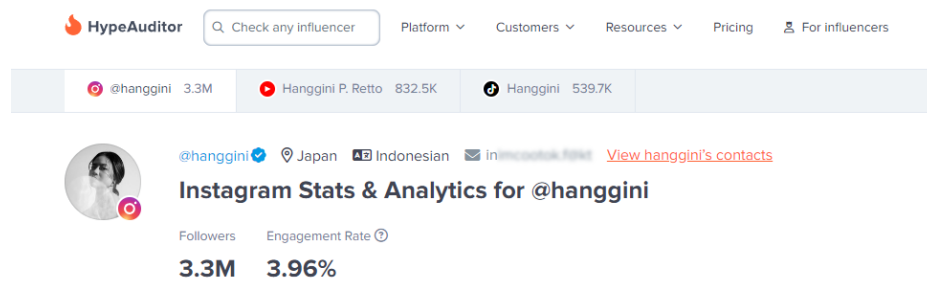 HypeAuditor Check any influencer Platform Customers Resources Pricing For influencers
@hanggini 3.3M Hanggini P. Retto 832.5K Hanggini 539.7K
@hanggini Japan Indonesian in View hanggini's contacts
Instagram Stats & Analytics for @hanggini
Followers Engagement Rate
3.3M 3.96%